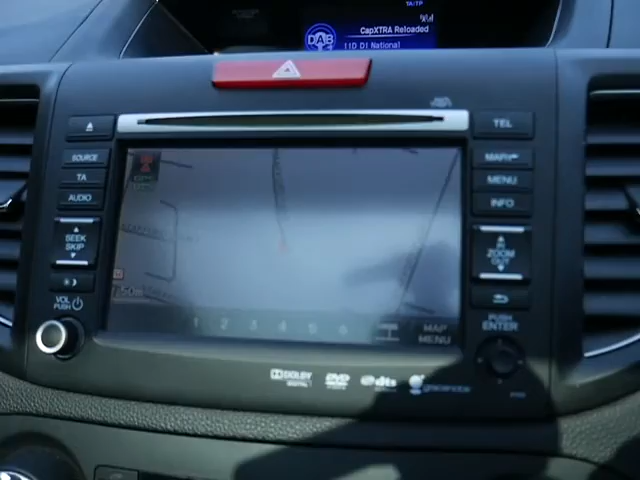 TA/TP
DAB
CapXTRA Reloaded
11D D1 National
TEL
SOURCE
MAP/
TA
MENU
AUDIO
INFO
SEEK
SKIP
ZOOM
VOL
PUSH
PUSH
ENTER
1 2 3 4 5 6
MAP
MENU
DOLBY
DIGITAL
DVD
dts
gracenote